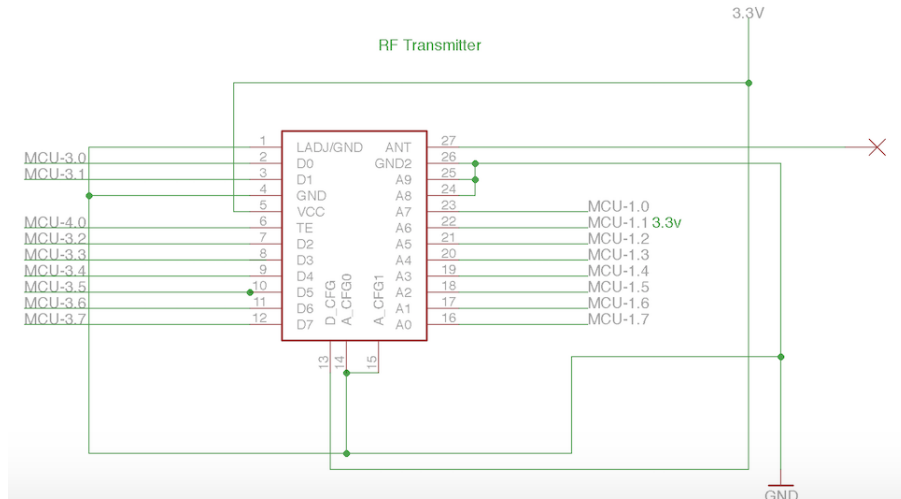 3.3V
RF Transmitter
1 LADJ/GND ANT 27
MCU-3.0 2 D0 GND2 26
MCU-3.1 3 D1 A9 25
4 GND A8 24
5 VCC A7 23 MCU-1.0
MCU-4.0 6 TE A6 22 MCU-1.1 3.3v
MCU-3.2 7 D2 A5 21 MCU-1.2
MCU-3.3 8 D3 A4 20 MCU-1.3
MCU-3.4 9 D4 A3 19 MCU-1.4
MCU-3.5 10 D5 A2 18 MCU-1.5
MCU-3.6 11 D6 A1 17 MCU-1.6
MCU-3.7 12 D7 A0 16 MCU-1.7
D_CFG A_CFG0 A_CFG1
13 14 15
GND